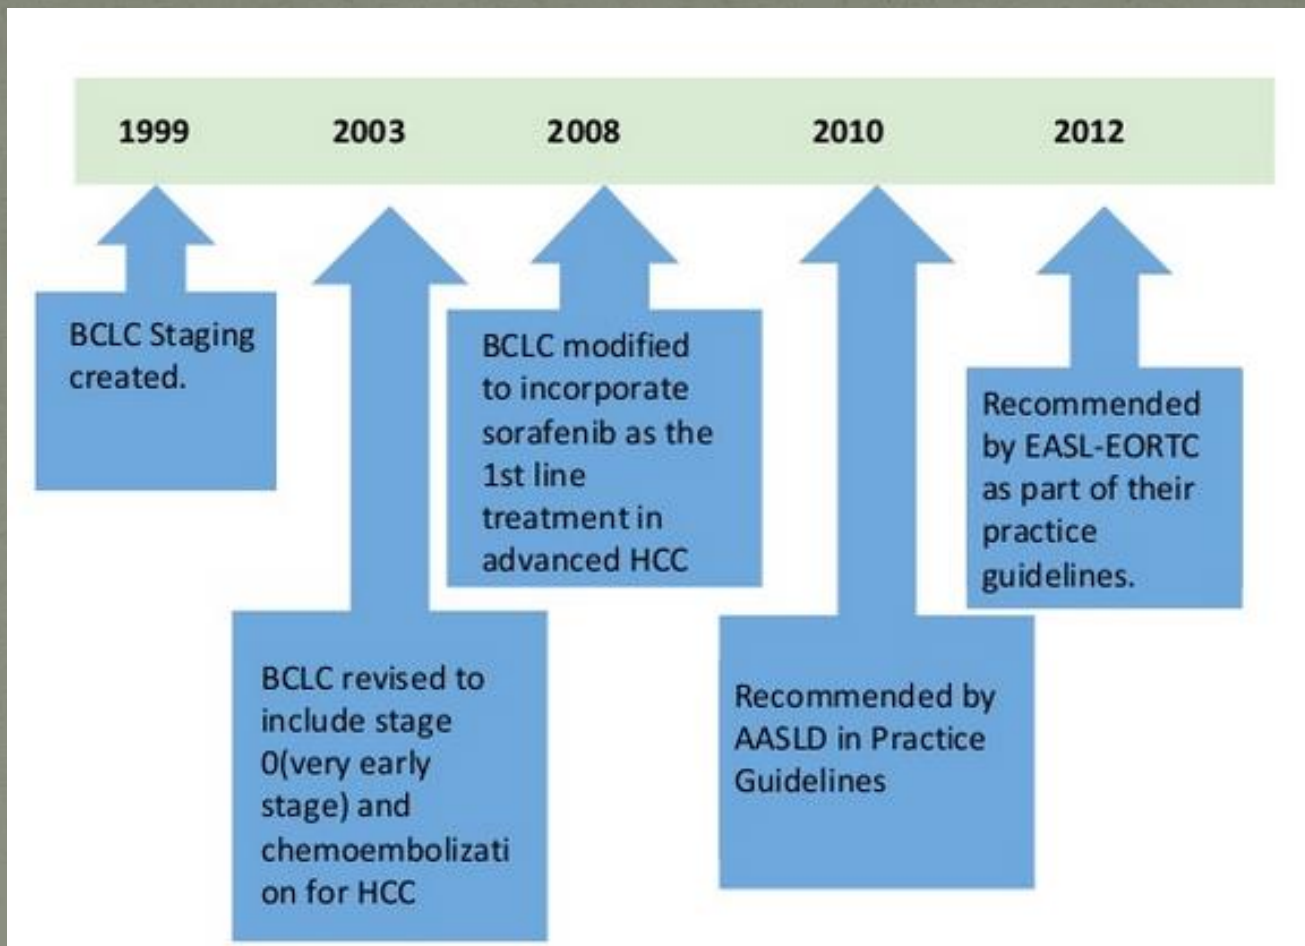 1999 2003 2008 2010 2012
BCLC Staging
created.
BCLC revised to
include stage
0(very early
stage) and
chemoembolizati
on for HCC
BCLC modified
to incorporate
sorafenib as the
1st line
treatment in
advanced HCC
Recommended by
AASLD in Practice
Guidelines
Recommended
by EASL-EORTC
as part of their
practice
guidelines.